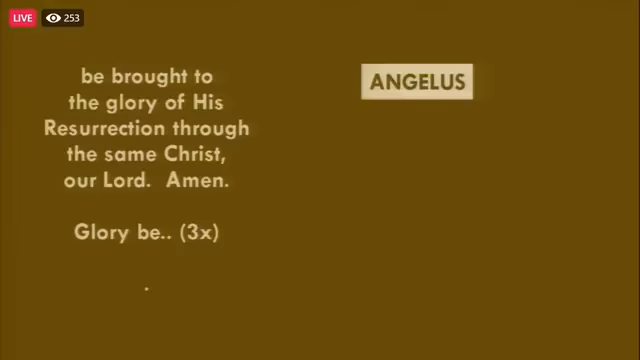 LIVE 253
ANGELUS
be brought to
the glory of His
Resurrection through
the same Christ,
our Lord. Amen.
Glory be.. (3x)
.